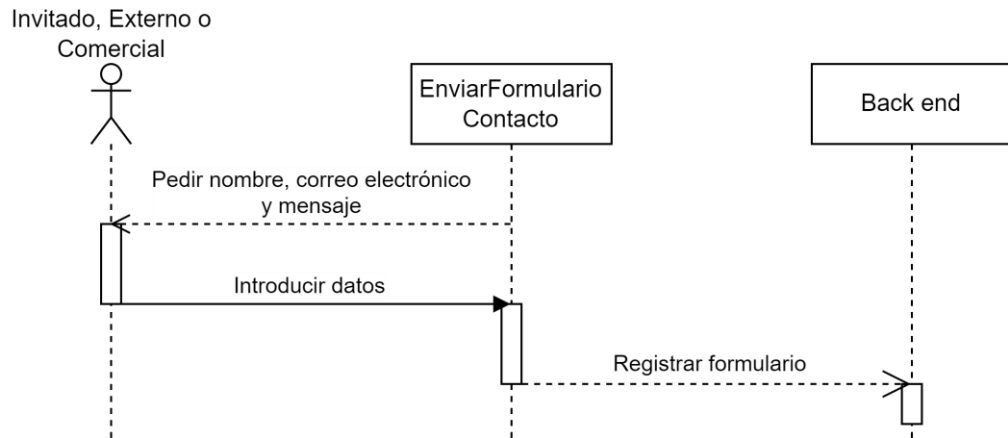 Invitado, Externo o
Comercial
EnviarFormulario
Contacto
Back end
Pedir nombre, correo electrónico
y mensaje
Introducir datos
Registrar formulario